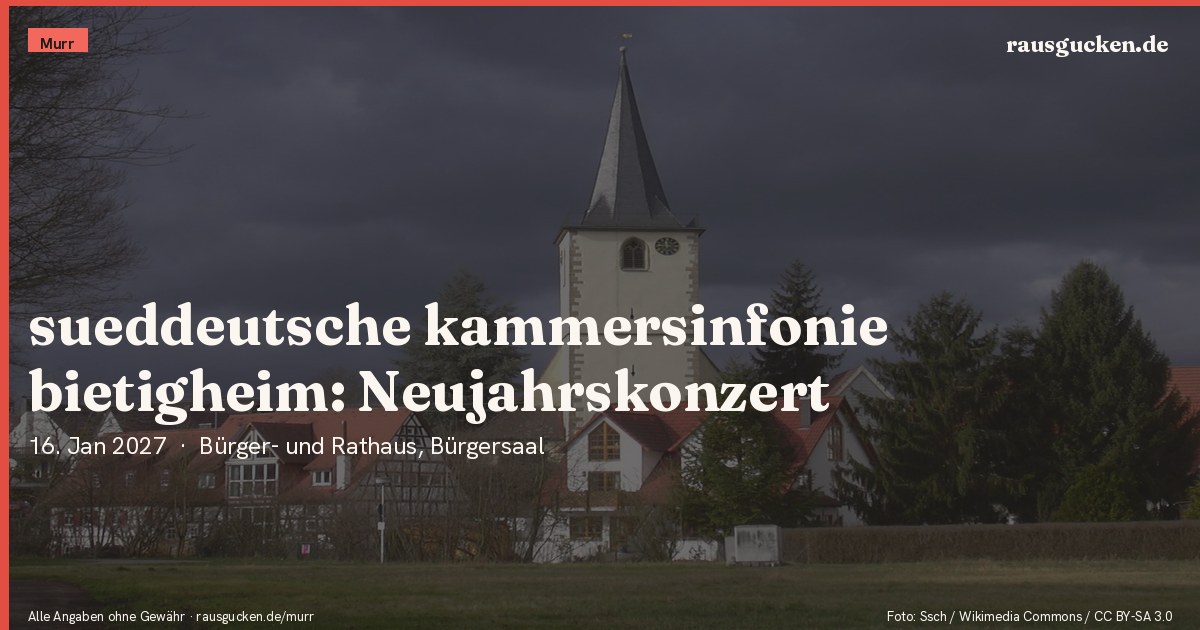 Murr
rausgucken.de
sueddeutsche kammersinfonie
bietigheim: Neujahrskonzert
16. Jan 2027 · Bürger- und Rathaus, Bürgersaal
Alle Angaben ohne Gewähr · rausgucken.de/murr
Foto: Ssch / Wikimedia Commons / CC BY-SA 3.0